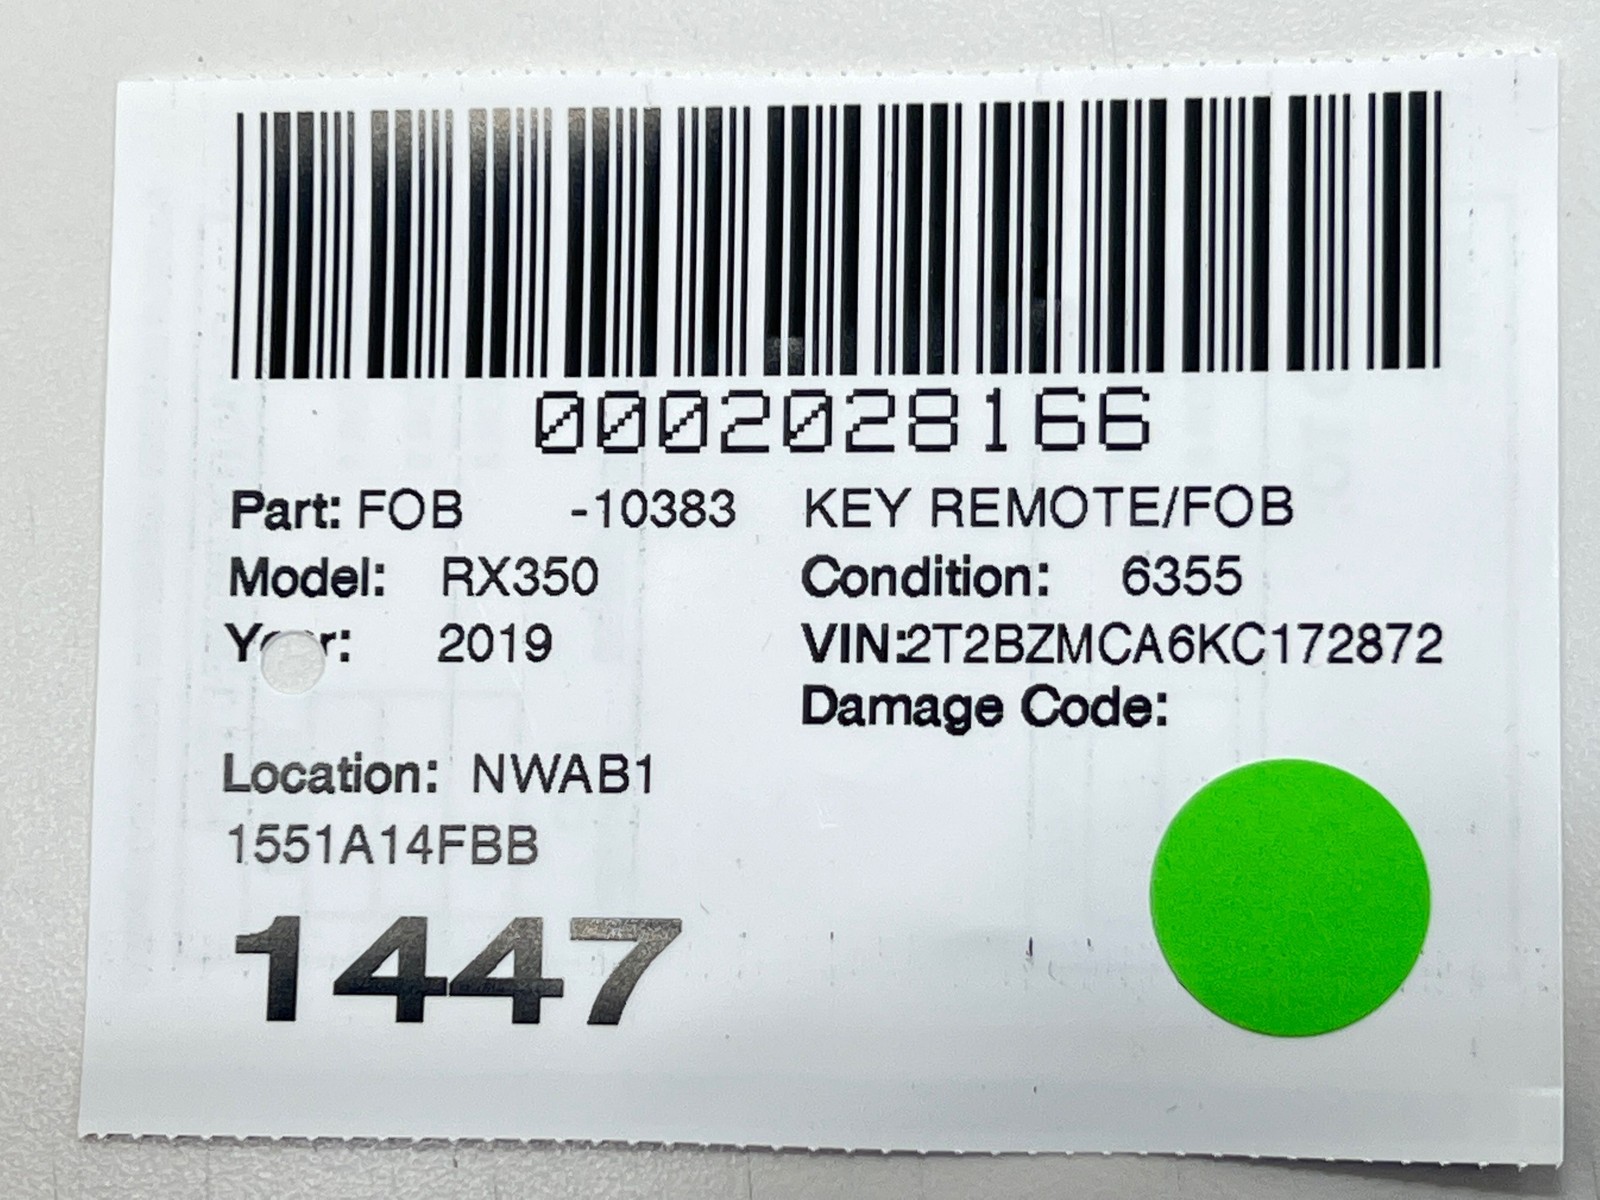 0002028166
Part: FOB -10383 KEY REMOTE/FOB
Model: RX350 Condition: 6355
Year: 2019 VIN:2T2BZMCA6KC172872
Damage Code:
Location: NWAB1
1551A14FBB
1447